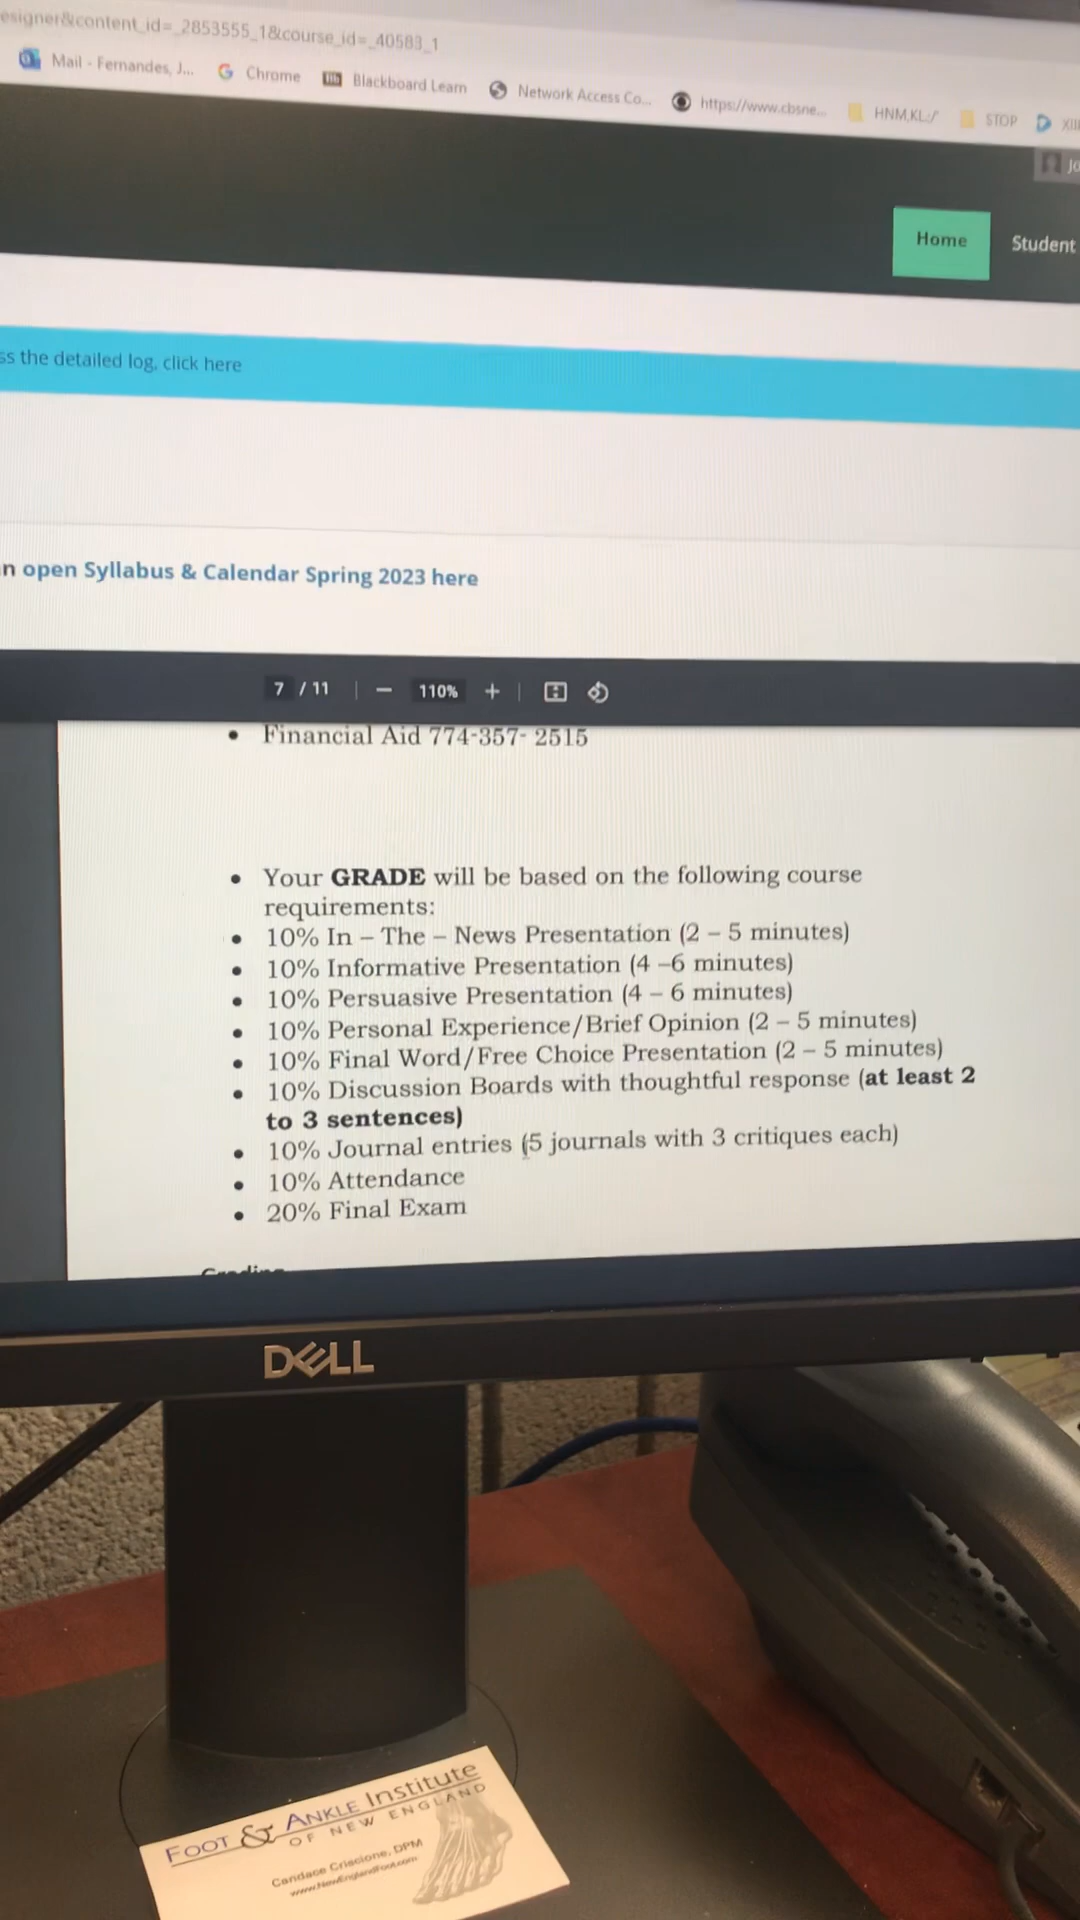 esigner&content_id=_2853555_1&course_id=_40583_1
Mail - Fernandes, J... Chrome Blackboard Learn Network Access Co... https://www.cbsne... HNM,KL;/' STOP
Jo
Home Student
ss the detailed log, click here
n open Syllabus & Calendar Spring 2023 here
7 / 11 — 110% +
• Financial Aid 774-357- 2515
• Your GRADE will be based on the following course
requirements:
• 10% In – The – News Presentation (2 – 5 minutes)
• 10% Informative Presentation (4 –6 minutes)
• 10% Persuasive Presentation (4 – 6 minutes)
• 10% Personal Experience/Brief Opinion (2 – 5 minutes)
• 10% Final Word/Free Choice Presentation (2 – 5 minutes)
• 10% Discussion Boards with thoughtful response (at least 2
to 3 sentences)
• 10% Journal entries (5 journals with 3 critiques each)
• 10% Attendance
• 20% Final Exam
Grading
DELL
FOOT & ANKLE Institute
OF NEW ENGLAND
Candace Criscione, DPM
www.NewEnglandFoot.com